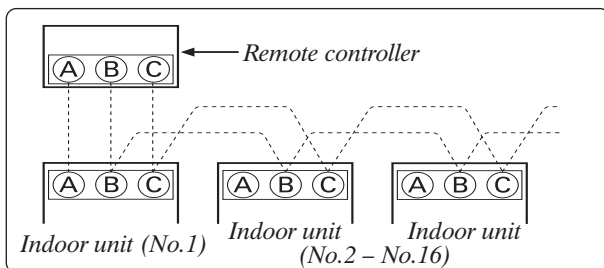 A B C
Remote controller
A B C A B C A B C
Indoor unit (No.1) Indoor unit Indoor unit
(No.2 – No.16)